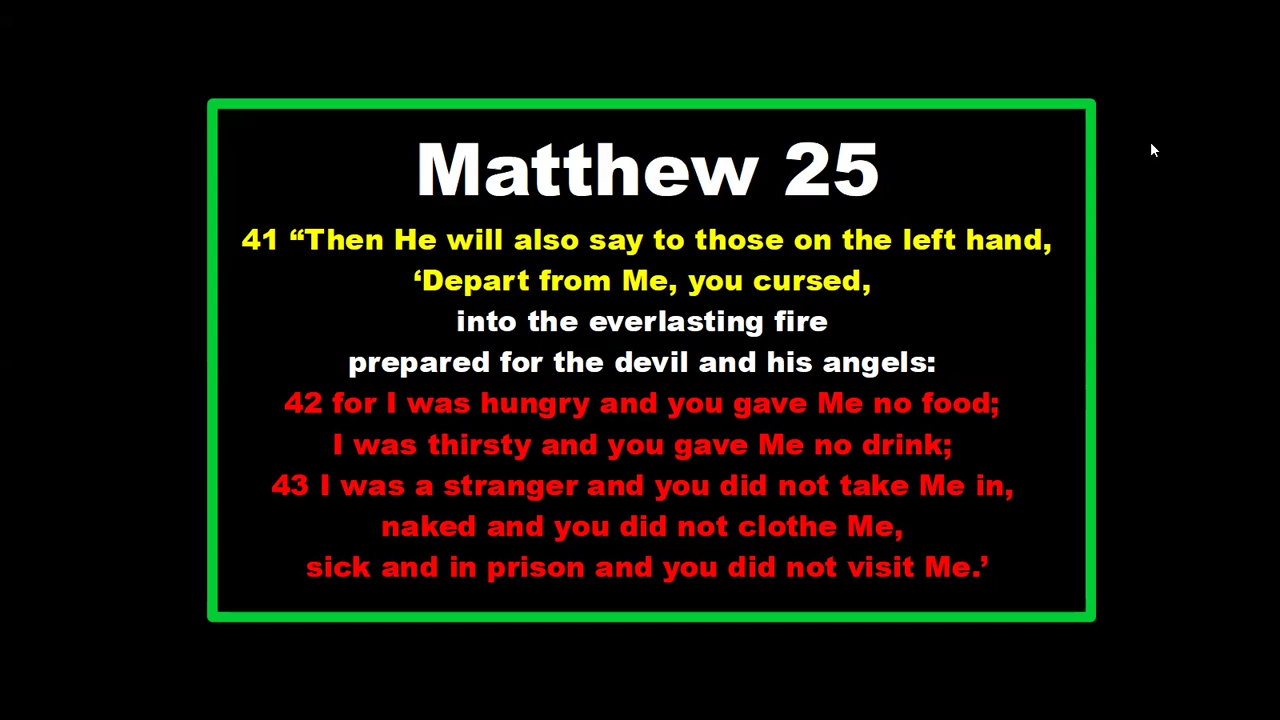 Matthew 25
41 “Then He will also say to those on the left hand,
‘Depart from Me, you cursed,
into the everlasting fire
prepared for the devil and his angels:
42 for I was hungry and you gave Me no food;
I was thirsty and you gave Me no drink;
43 I was a stranger and you did not take Me in,
naked and you did not clothe Me,
sick and in prison and you did not visit Me.’